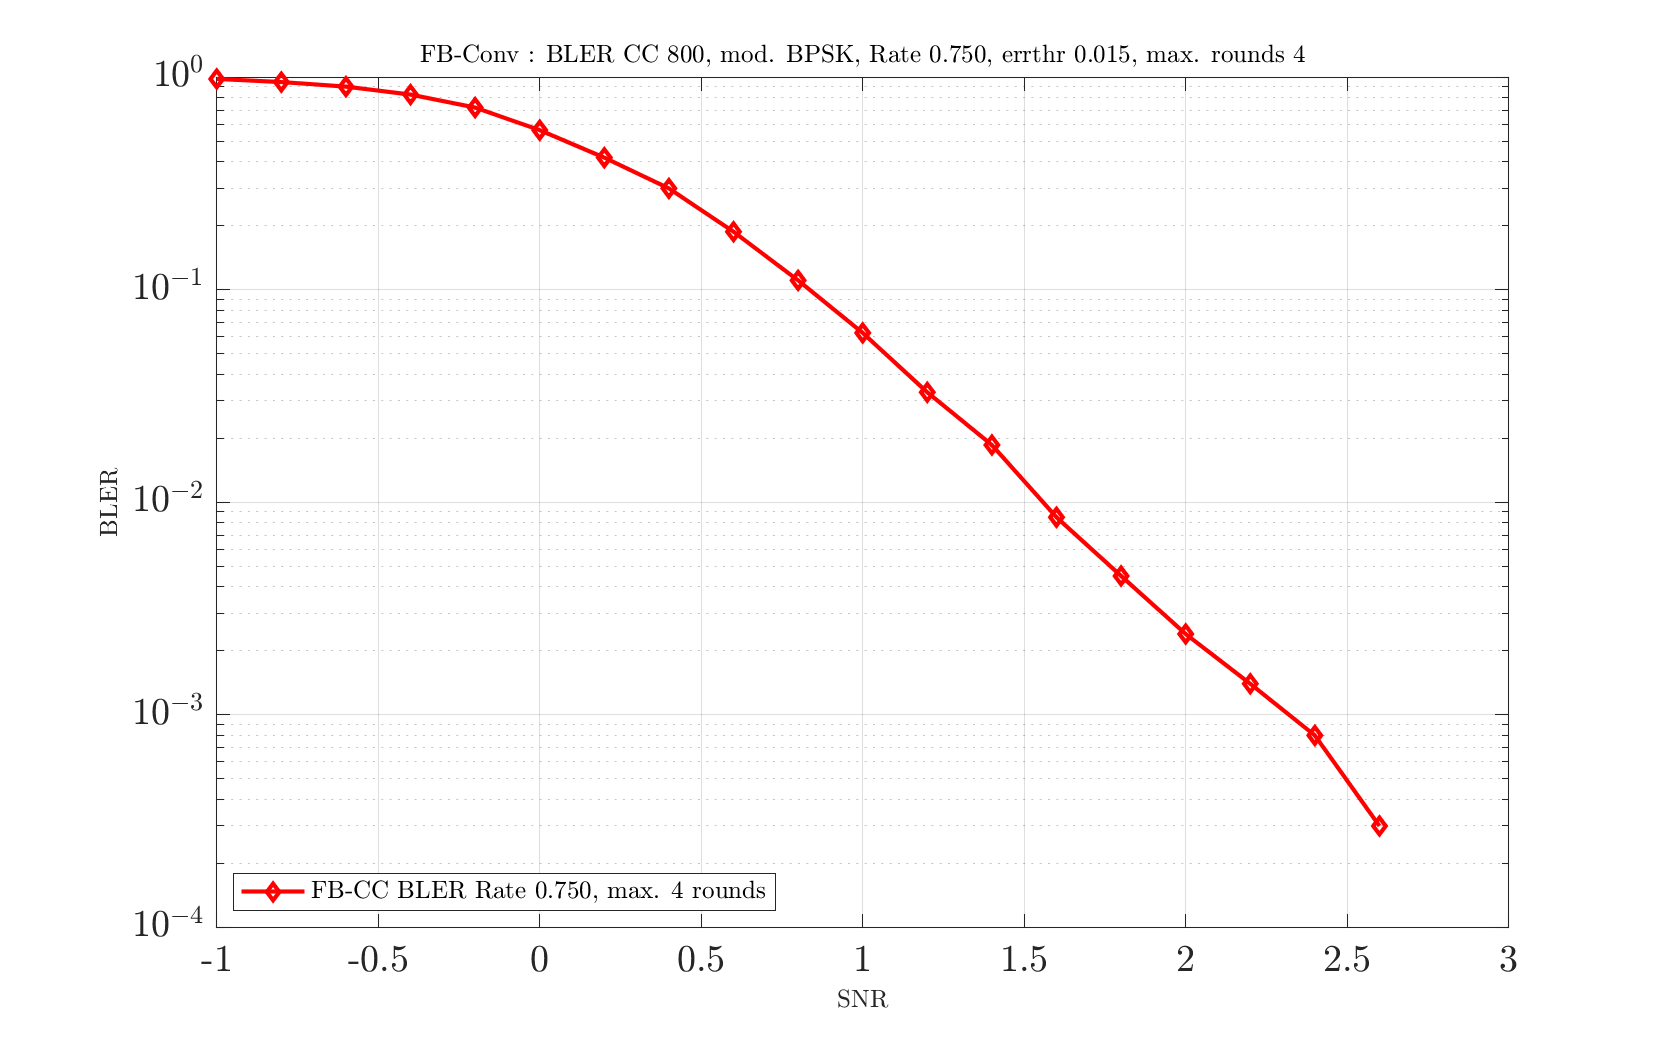 FB-Conv : BLER CC 800, mod. BPSK, Rate 0.750, errthr 0.015, max. rounds 4
10⁰
10⁻¹
10⁻²
10⁻³
10⁻⁴
BLER
FB-CC BLER Rate 0.750, max. 4 rounds
-1 -0.5 0 0.5 1 1.5 2 2.5 3
SNR